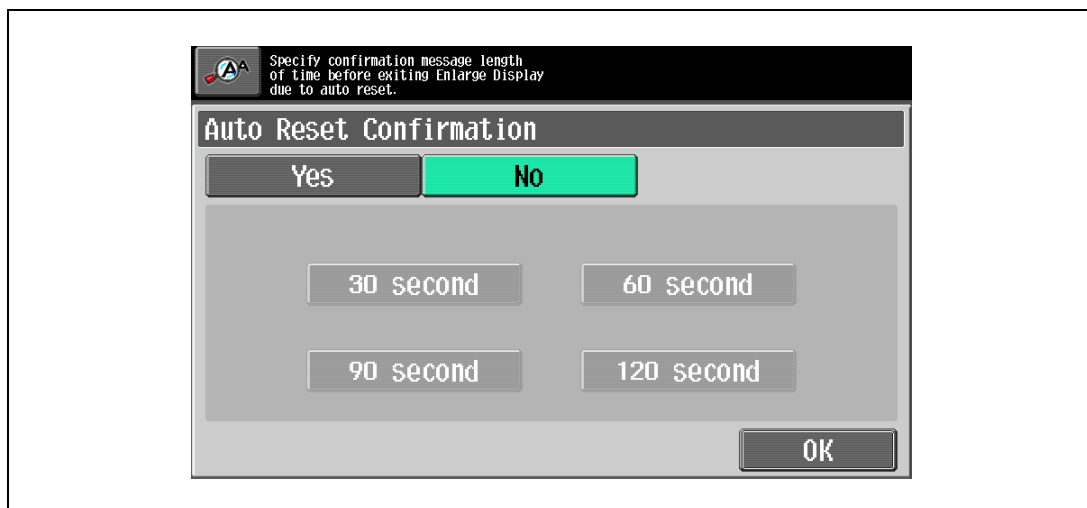 A A
Specify confirmation message length
of time before exiting Enlarge Display
due to auto reset.
Auto Reset Confirmation
Yes No
30 second 60 second
90 second 120 second
OK